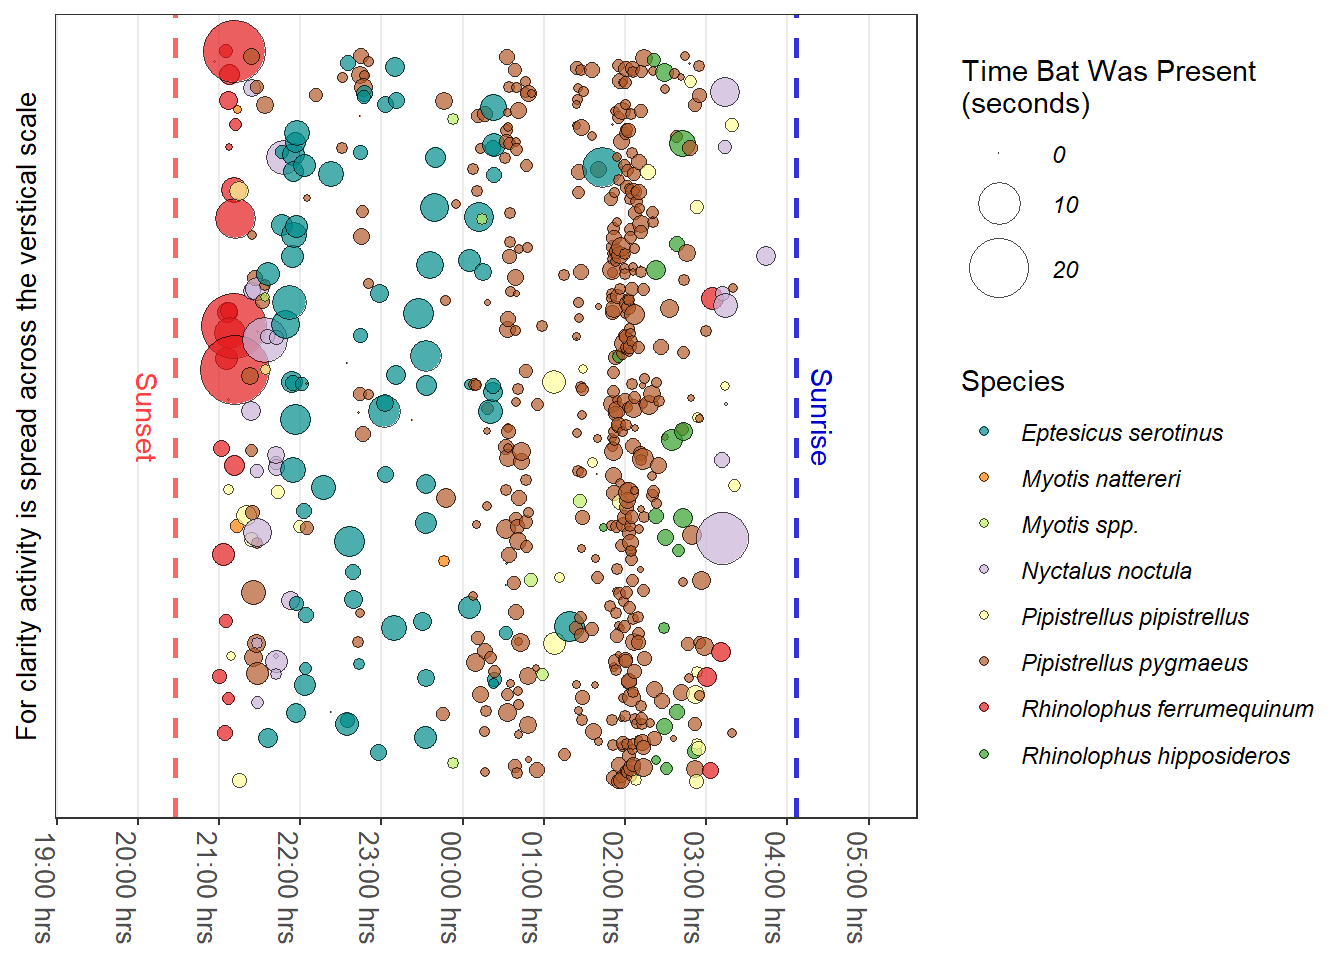 For clarity activity is spread across the verstical scale
Sunset
Sunrise
19:00 hrs
20:00 hrs
21:00 hrs
22:00 hrs
23:00 hrs
00:00 hrs
01:00 hrs
02:00 hrs
03:00 hrs
04:00 hrs
05:00 hrs
Time Bat Was Present
(seconds)
0
10
20
Species
Eptesicus serotinus
Myotis nattereri
Myotis spp.
Nyctalus noctula
Pipistrellus pipistrellus
Pipistrellus pygmaeus
Rhinolophus ferrumequinum
Rhinolophus hipposideros